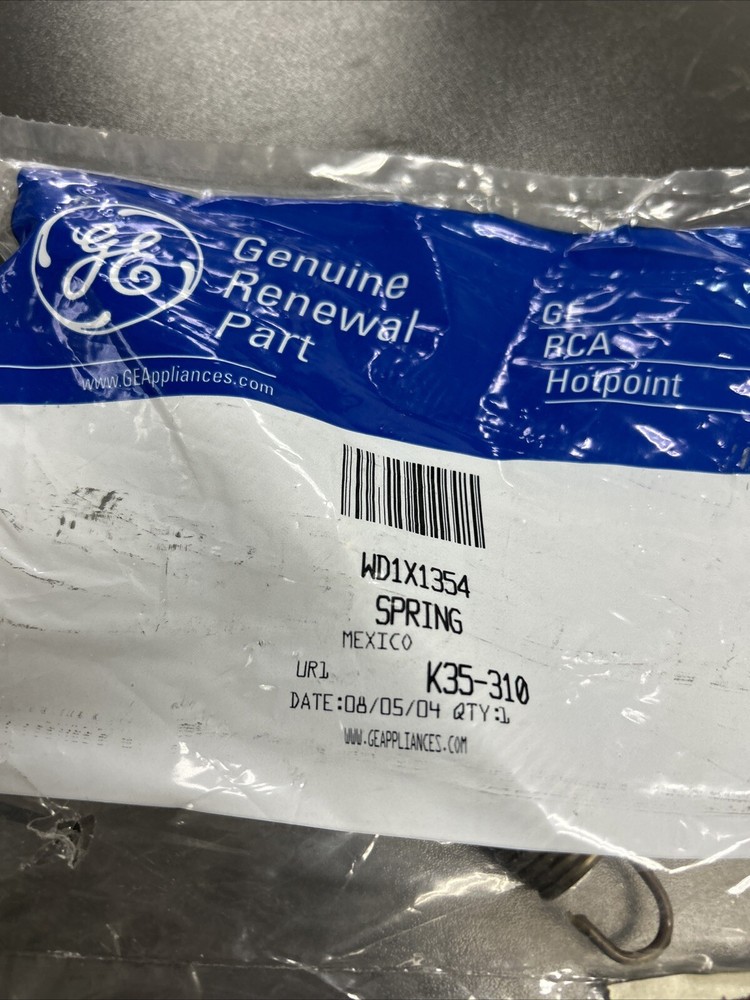 GE
Genuine
Renewal
Part
www.GEAppliances.com
GE
RCA
Hotpoint
WD1X1354
SPRING
MEXICO
UR1 K35-310
DATE:08/05/04 QTY:1
WWW.GEAPPLIANCES.COM